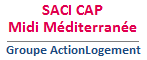 SACI CAP
Midi Méditerranée
Groupe ActionLogement